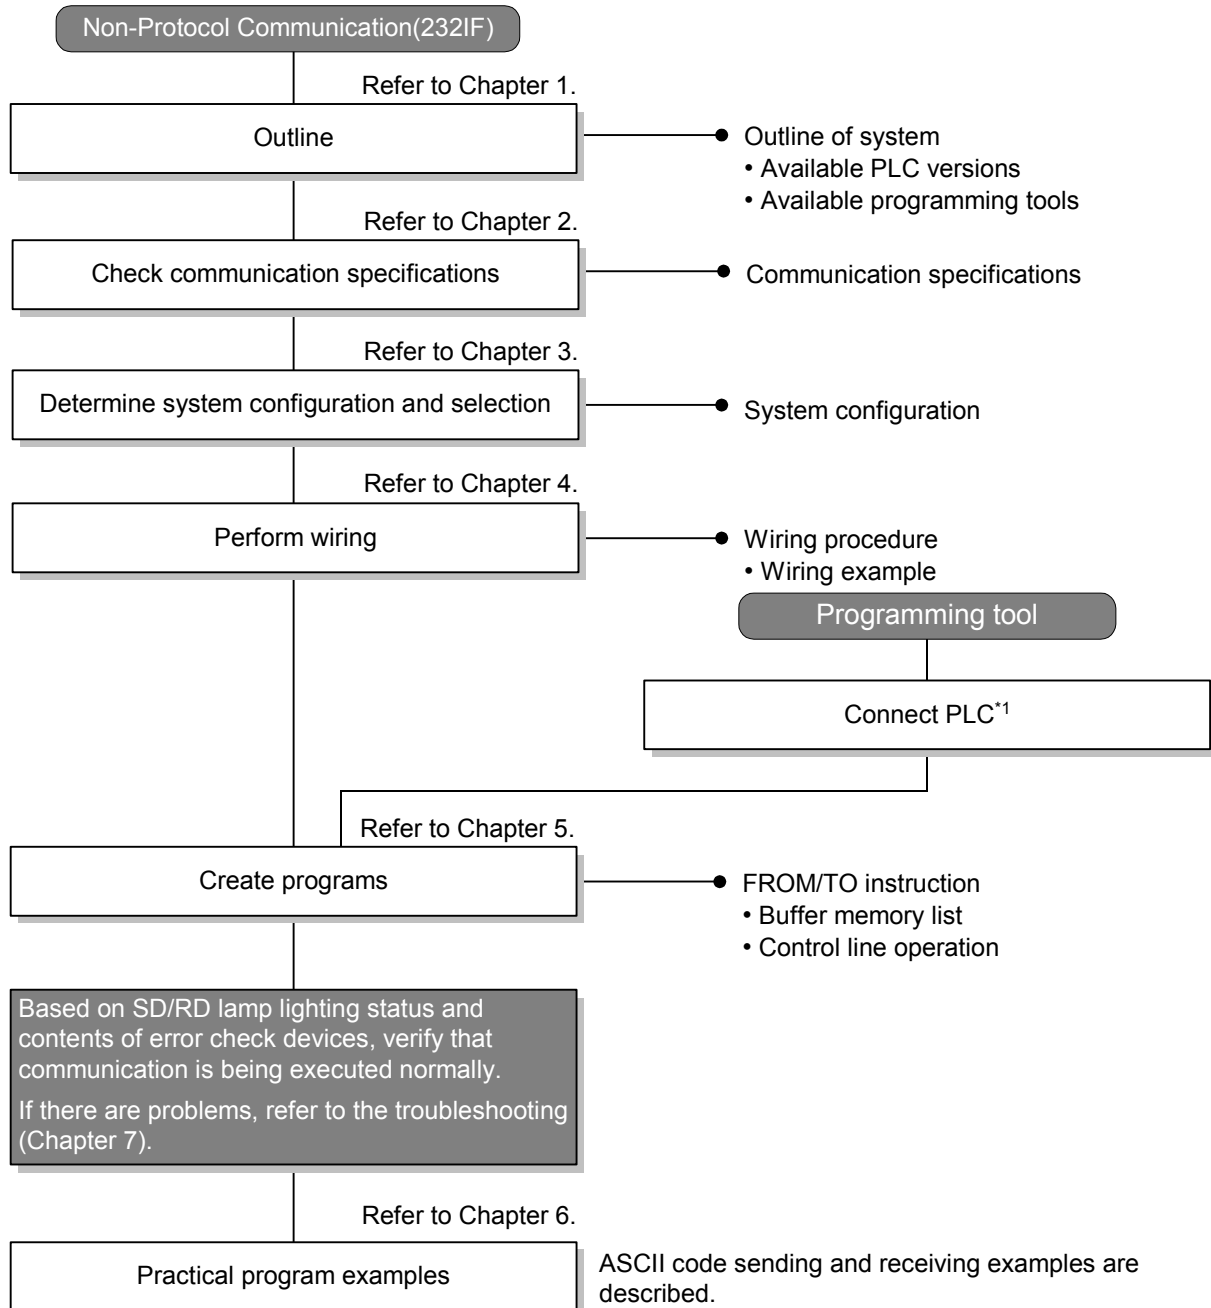 Non-Protocol Communication(232IF)
Refer to Chapter 1.
Outline
Outline of system
• Available PLC versions
• Available programming tools
Refer to Chapter 2.
Check communication specifications
Communication specifications
Refer to Chapter 3.
Determine system configuration and selection
System configuration
Refer to Chapter 4.
Perform wiring
Wiring procedure
• Wiring example
Programming tool
Connect PLC*1
Refer to Chapter 5.
Create programs
FROM/TO instruction
• Buffer memory list
• Control line operation
Based on SD/RD lamp lighting status and
contents of error check devices, verify that
communication is being executed normally.
If there are problems, refer to the troubleshooting
(Chapter 7).
Refer to Chapter 6.
Practical program examples
ASCII code sending and receiving examples are
described.